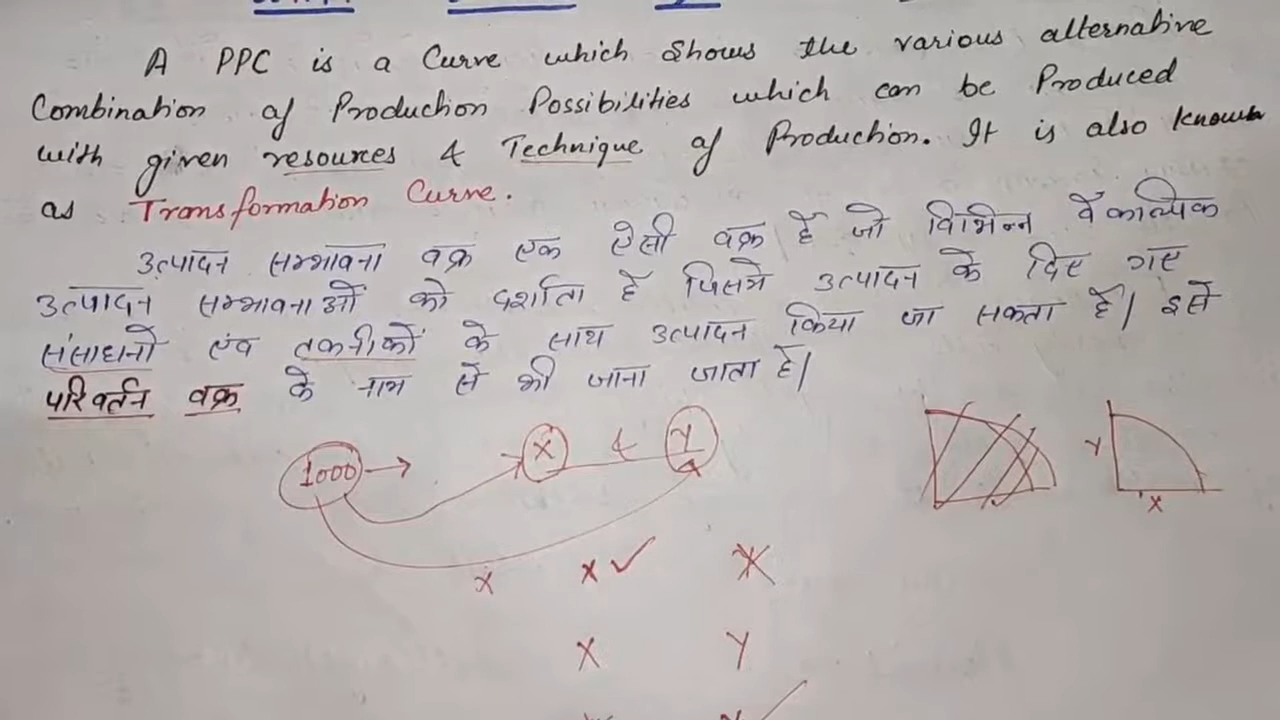 A PPC is a Curve which shows the various alternative
Combination of Production Possibilities which can be Produced
with given resources & Technique of Production. It is also known
as Transformation Curve.
उत्पादन सम्भावना वक्र एक ऐसी वक्र है जो विभिन्न वैकल्पिक
उत्पादन सम्भावनाओं को दर्शाता है जिसमे उत्पादन के दिए गए
संसाधनों एंव तकनीकों के साथ उत्पादन किया जा सकता है। इसे
परिवर्तन वक्र के नाम से भी जाना जाता है।
1000 → X & Y
Y
X
X X ✓ X
X Y